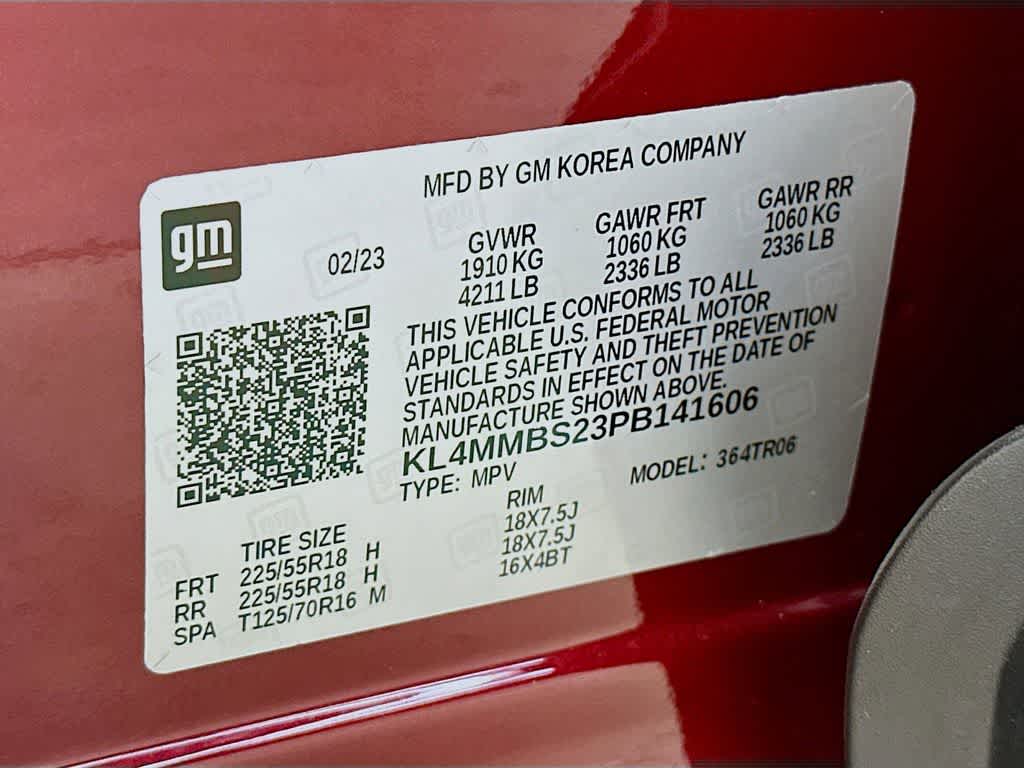 MFD BY GM KOREA COMPANY
gm
02/23
GVWR
1910 KG
4211 LB
GAWR FRT
1060 KG
2336 LB
GAWR RR
1060 KG
2336 LB
THIS VEHICLE CONFORMS TO ALL
APPLICABLE U.S. FEDERAL MOTOR
VEHICLE SAFETY AND THEFT PREVENTION
STANDARDS IN EFFECT ON THE DATE OF
MANUFACTURE SHOWN ABOVE.
KL4MMBS23PB141606
TYPE: MPV MODEL: 364TR06
TIRE SIZE RIM
FRT 225/55R18 H 18X7.5J
RR 225/55R18 H 18X7.5J
SPA T125/70R16 M 16X4BT